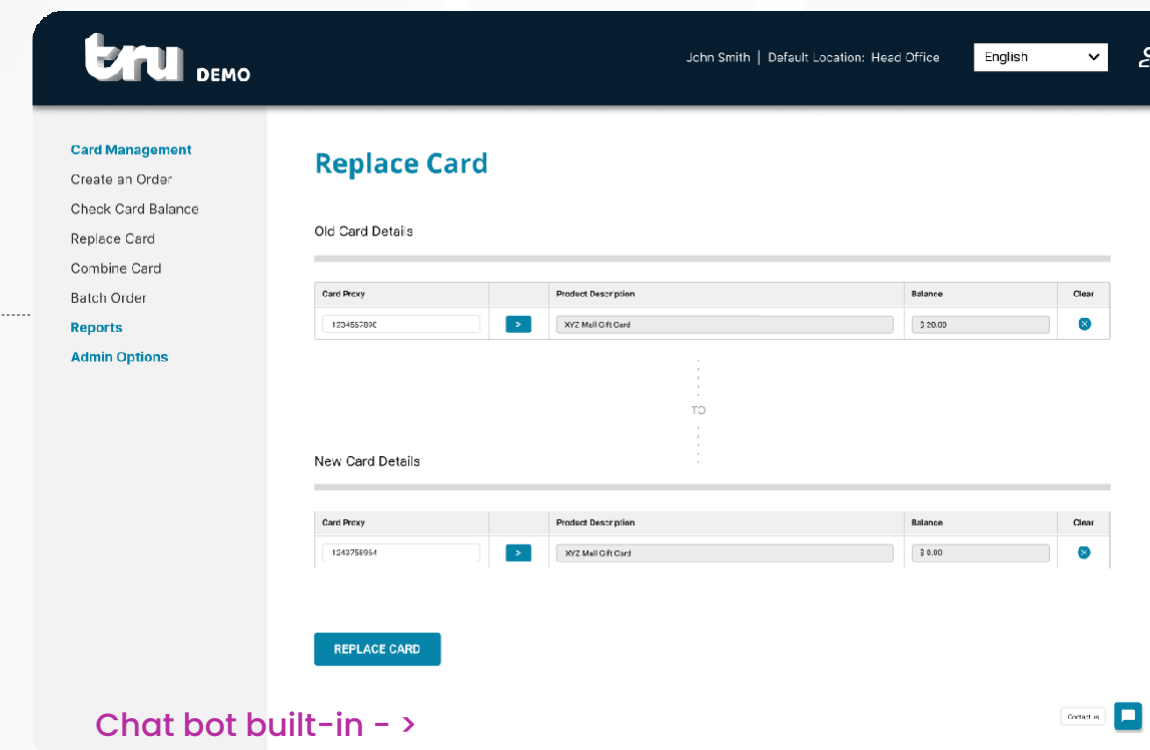 tru DEMO
John Smith | Default Location: Head Office
English
Card Management
Create an Order
Check Card Balance
Replace Card
Combine Card
Batch Order
Reports
Admin Options
Replace Card
Old Card Details
Card Proxy Product Description Balance Clear
1234567890 > XYZ Mall Gift Card $ 20.00
TO
New Card Details
Card Proxy Product Description Balance Clear
1243758964 > XYZ Mall Gift Card $ 0.00
REPLACE CARD
Chat bot built-in - >
Contact us